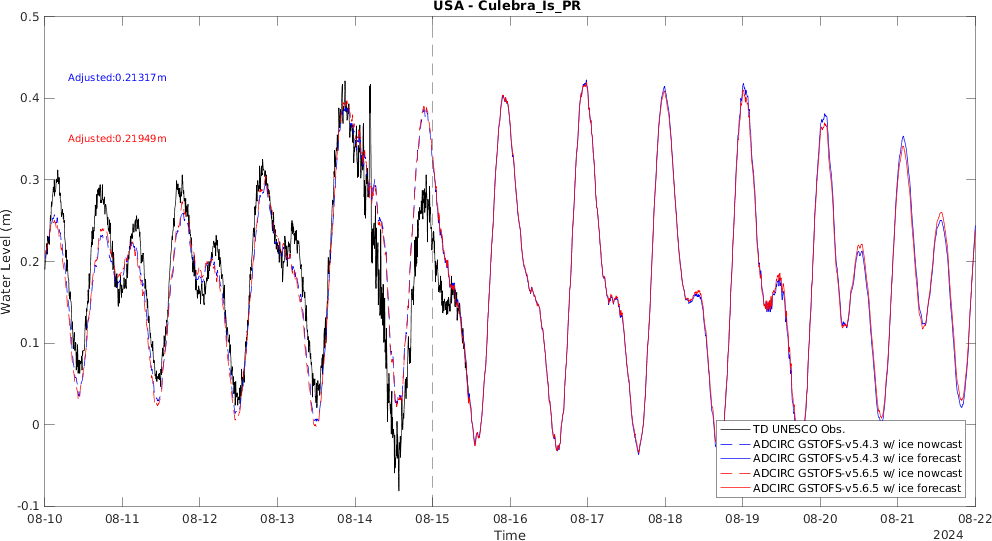 USA - Culebra_Is_PR
0.5
0.4
0.3
0.2
0.1
0
-0.1
Water Level (m)
Adjusted:0.21317m
Adjusted:0.21949m
TD UNESCO Obs.
ADCIRC GSTOFS-v5.4.3 w/ ice nowcast
ADCIRC GSTOFS-v5.4.3 w/ ice forecast
ADCIRC GSTOFS-v5.6.5 w/ ice nowcast
ADCIRC GSTOFS-v5.6.5 w/ ice forecast
08-10 08-11 08-12 08-13 08-14 08-15 08-16 08-17 08-18 08-19 08-20 08-21 08-22
Time
2024